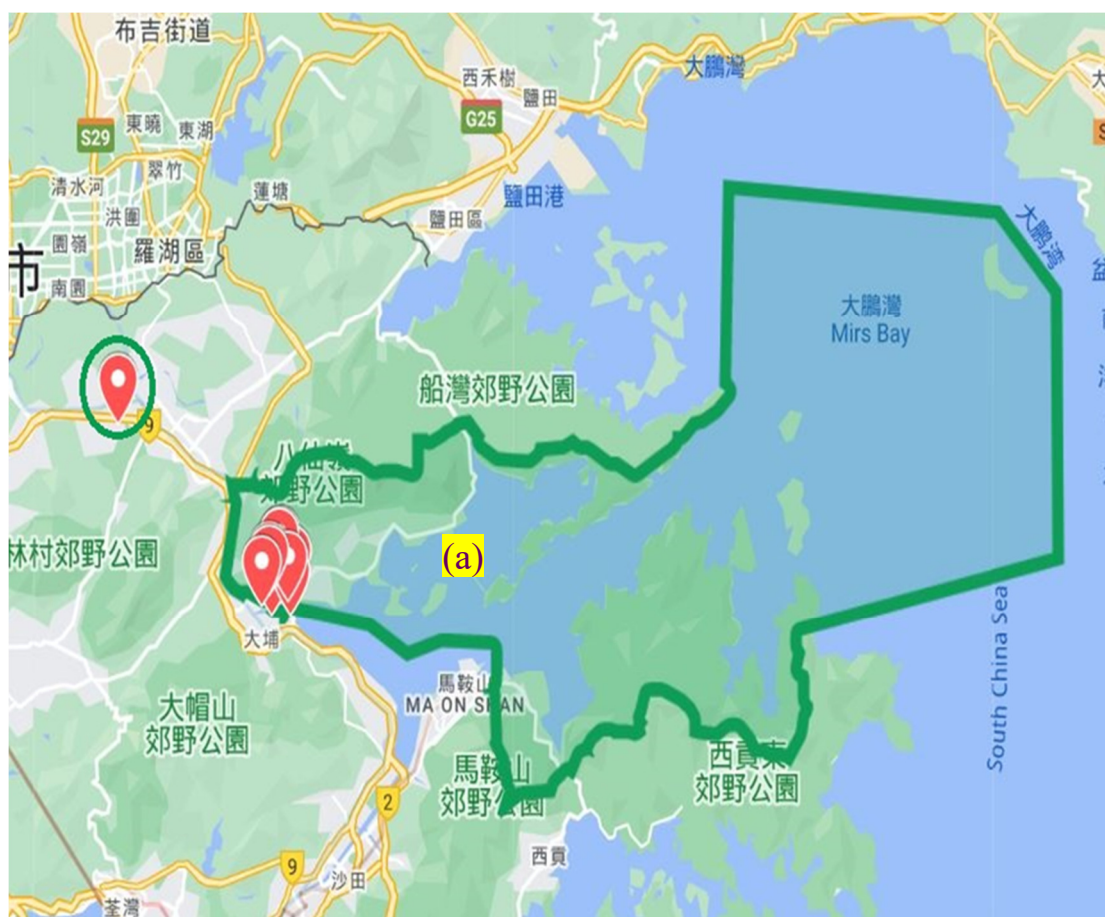 布吉街道
大鵬灣
西禾樹
鹽田
G25
S29
東曉
東湖
翠竹
清水河
蓮塘
洪圍
園嶺
羅湖區
市
南園
鹽田港
鹽田區
大鵬湾
大鵬灣
Mirs Bay
船灣郊野公園
9
八仙嶺
郊野公園
林村郊野公園
(a)
大埔
馬鞍山
MA ON SHAN
大帽山
郊野公園
馬鞍山
郊野公園
西貢東
郊野公園
South China Sea
2
9
沙田
西貢
荃灣